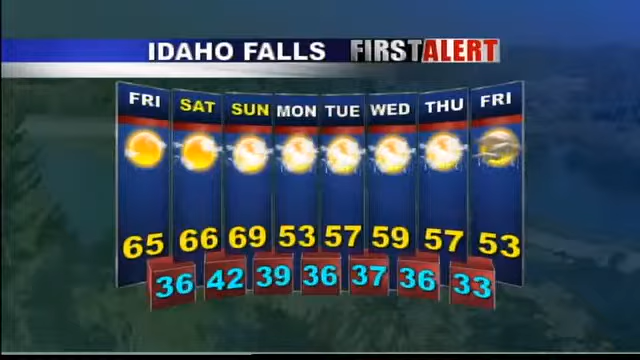 IDAHO FALLS FIRSTALERT
FRI SAT SUN MON TUE WED THU FRI
65 66 69 53 57 59 57 53
36 42 39 36 37 36 33